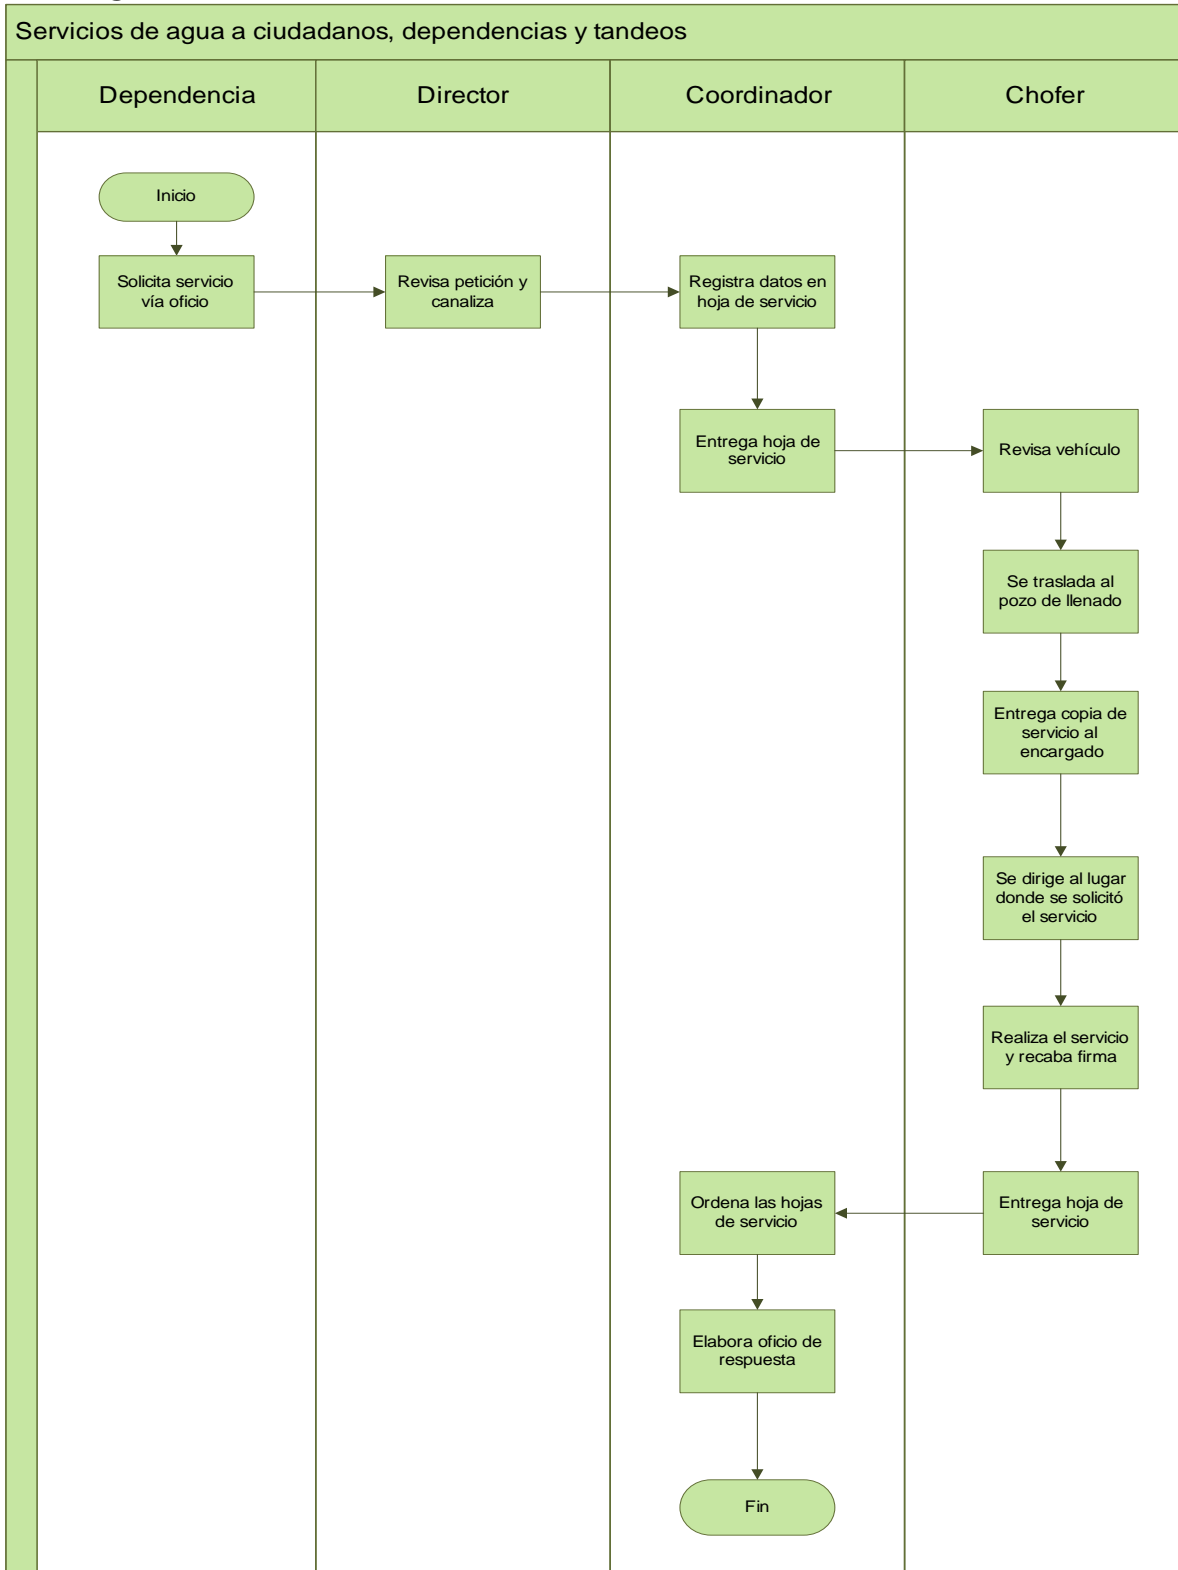 Servicios de agua a ciudadanos, dependencias y tandeos
Dependencia
Director
Coordinador
Chofer
Inicio
Solicita servicio
vía oficio
Revisa petición y
canaliza
Registra datos en
hoja de servicio
Entrega hoja de
servicio
Revisa vehículo
Se traslada al
pozo de llenado
Entrega copia de
servicio al
encargado
Se dirige al lugar
donde se solicitó
el servicio
Realiza el servicio
y recaba firma
Entrega hoja de
servicio
Ordena las hojas
de servicio
Elabora oficio de
respuesta
Fin